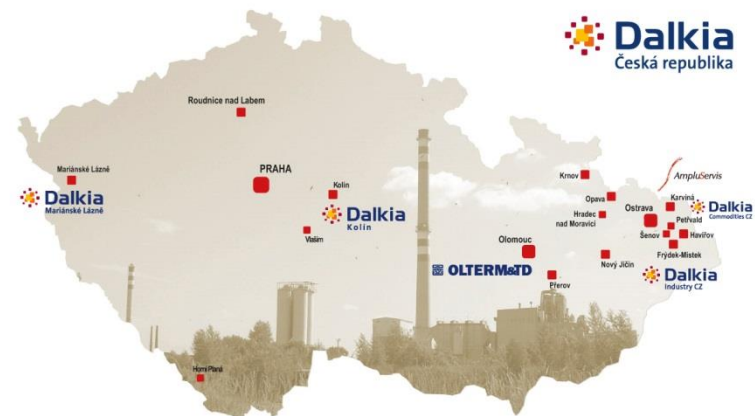 Dalkia
Česká republika
Roudnice nad Labem
Mariánské Lázně
Dalkia
Mariánské Lázně
PRAHA
Kolín
Dalkia
Kolín
Vlašim
Horní Planá
Krnov
AmpluServis
Opava
Karviná
Hradec
nad Moravicí
Ostrava
Dalkia
Commodities CZ
Petřvald
Šenov
Havířov
Frýdek-Místek
Olomouc
OLTERM&TD
Nový Jičín
Přerov
Dalkia
Industry CZ